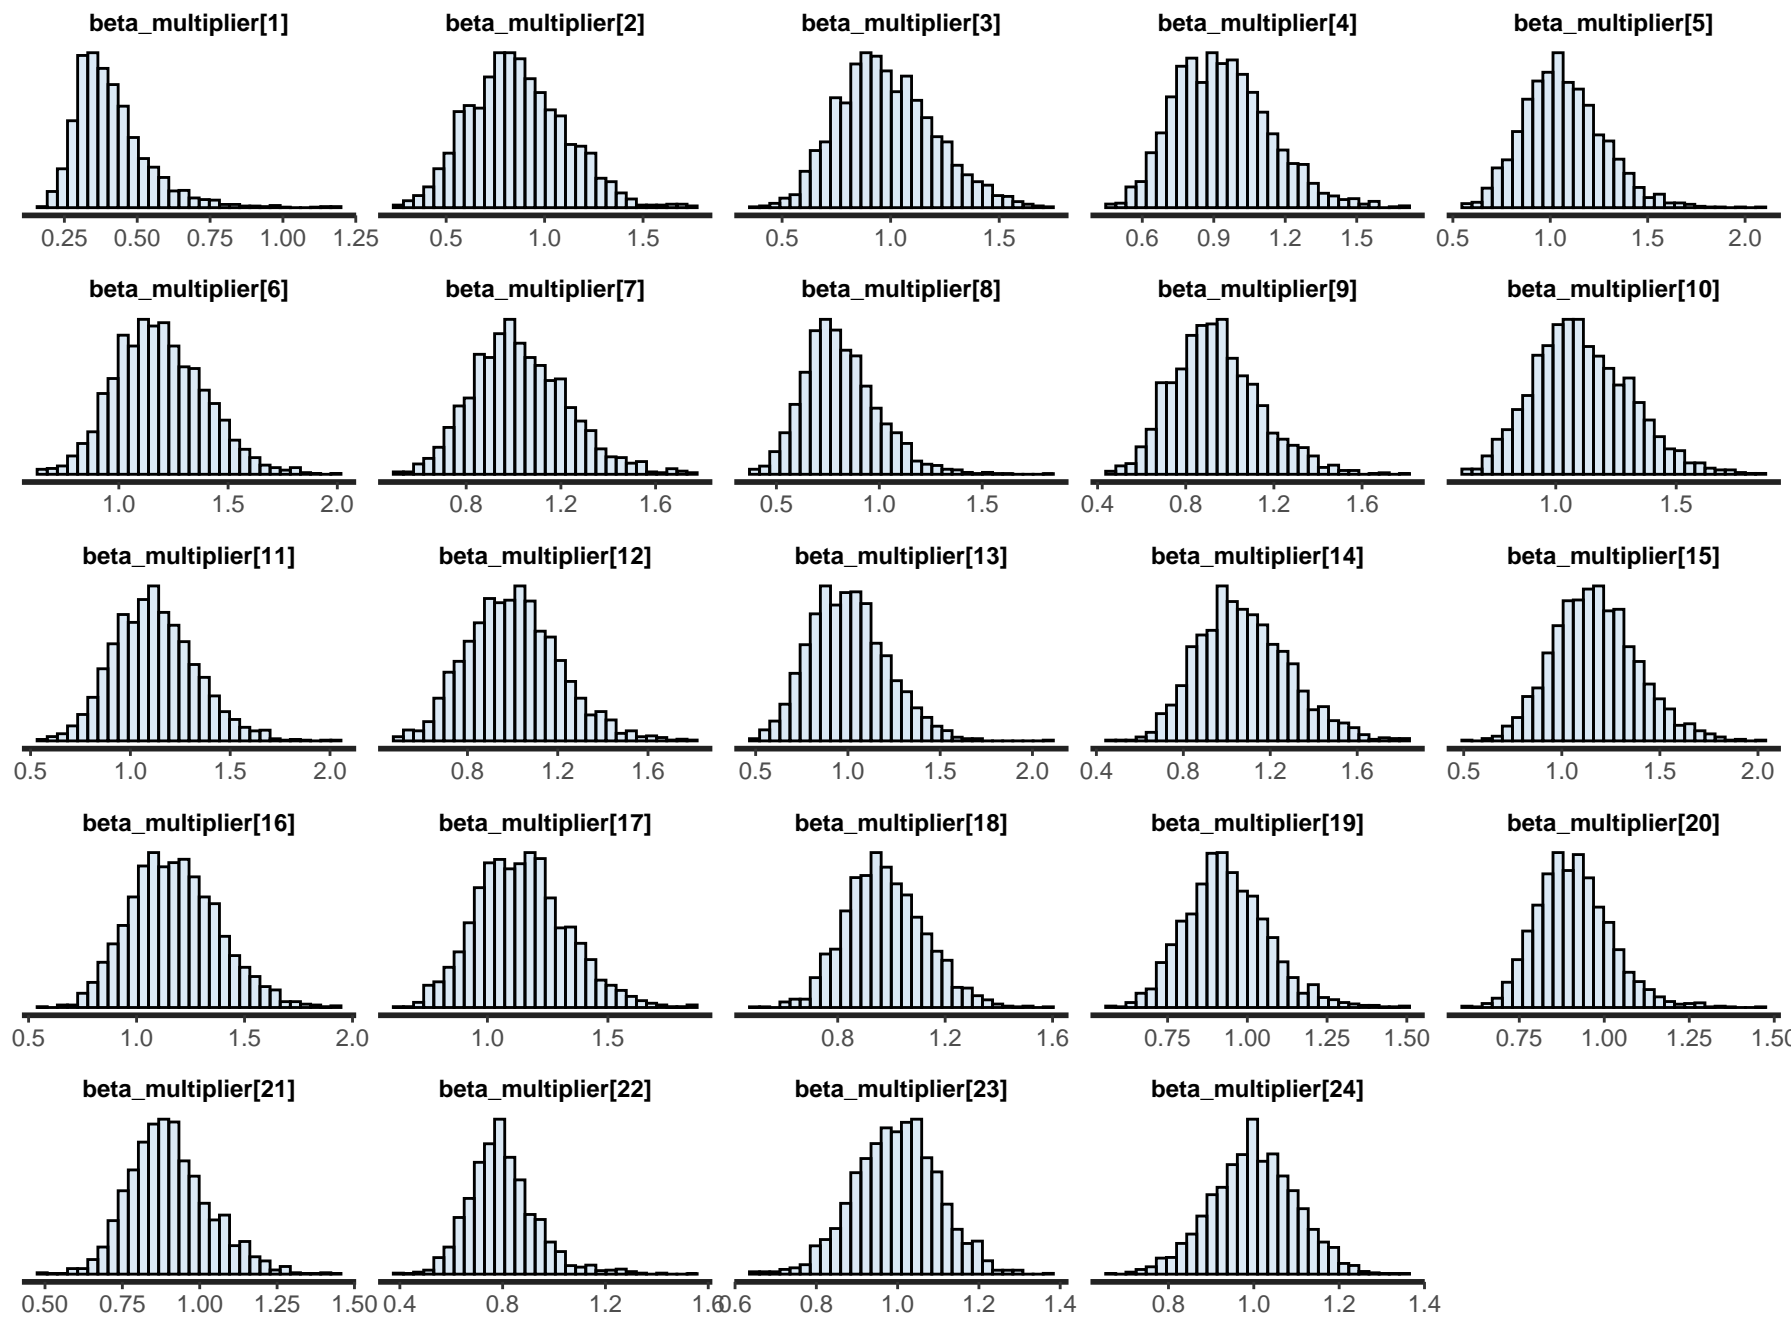 beta_multiplier[1] beta_multiplier[2] beta_multiplier[3] beta_multiplier[4] beta_multiplier[5]
0.25 0.50 0.75 1.00 1.25 0.5 1.0 1.5 0.5 1.0 1.5 0.6 0.9 1.2 1.5 0.5 1.0 1.5 2.0
beta_multiplier[6] beta_multiplier[7] beta_multiplier[8] beta_multiplier[9] beta_multiplier[10]
1.0 1.5 2.0 0.8 1.2 1.6 0.5 1.0 1.5 0.4 0.8 1.2 1.6 1.0 1.5
beta_multiplier[11] beta_multiplier[12] beta_multiplier[13] beta_multiplier[14] beta_multiplier[15]
0.5 1.0 1.5 2.0 0.8 1.2 1.6 0.5 1.0 1.5 2.0 0.4 0.8 1.2 1.6 0.5 1.0 1.5 2.0
beta_multiplier[16] beta_multiplier[17] beta_multiplier[18] beta_multiplier[19] beta_multiplier[20]
0.5 1.0 1.5 2.0 1.0 1.5 0.8 1.2 1.6 0.75 1.00 1.25 1.50 0.75 1.00 1.25 1.50
beta_multiplier[21] beta_multiplier[22] beta_multiplier[23] beta_multiplier[24]
0.50 0.75 1.00 1.25 1.50 0.4 0.8 1.2 1.6 0.6 0.8 1.0 1.2 1.4 0.8 1.0 1.2 1.4